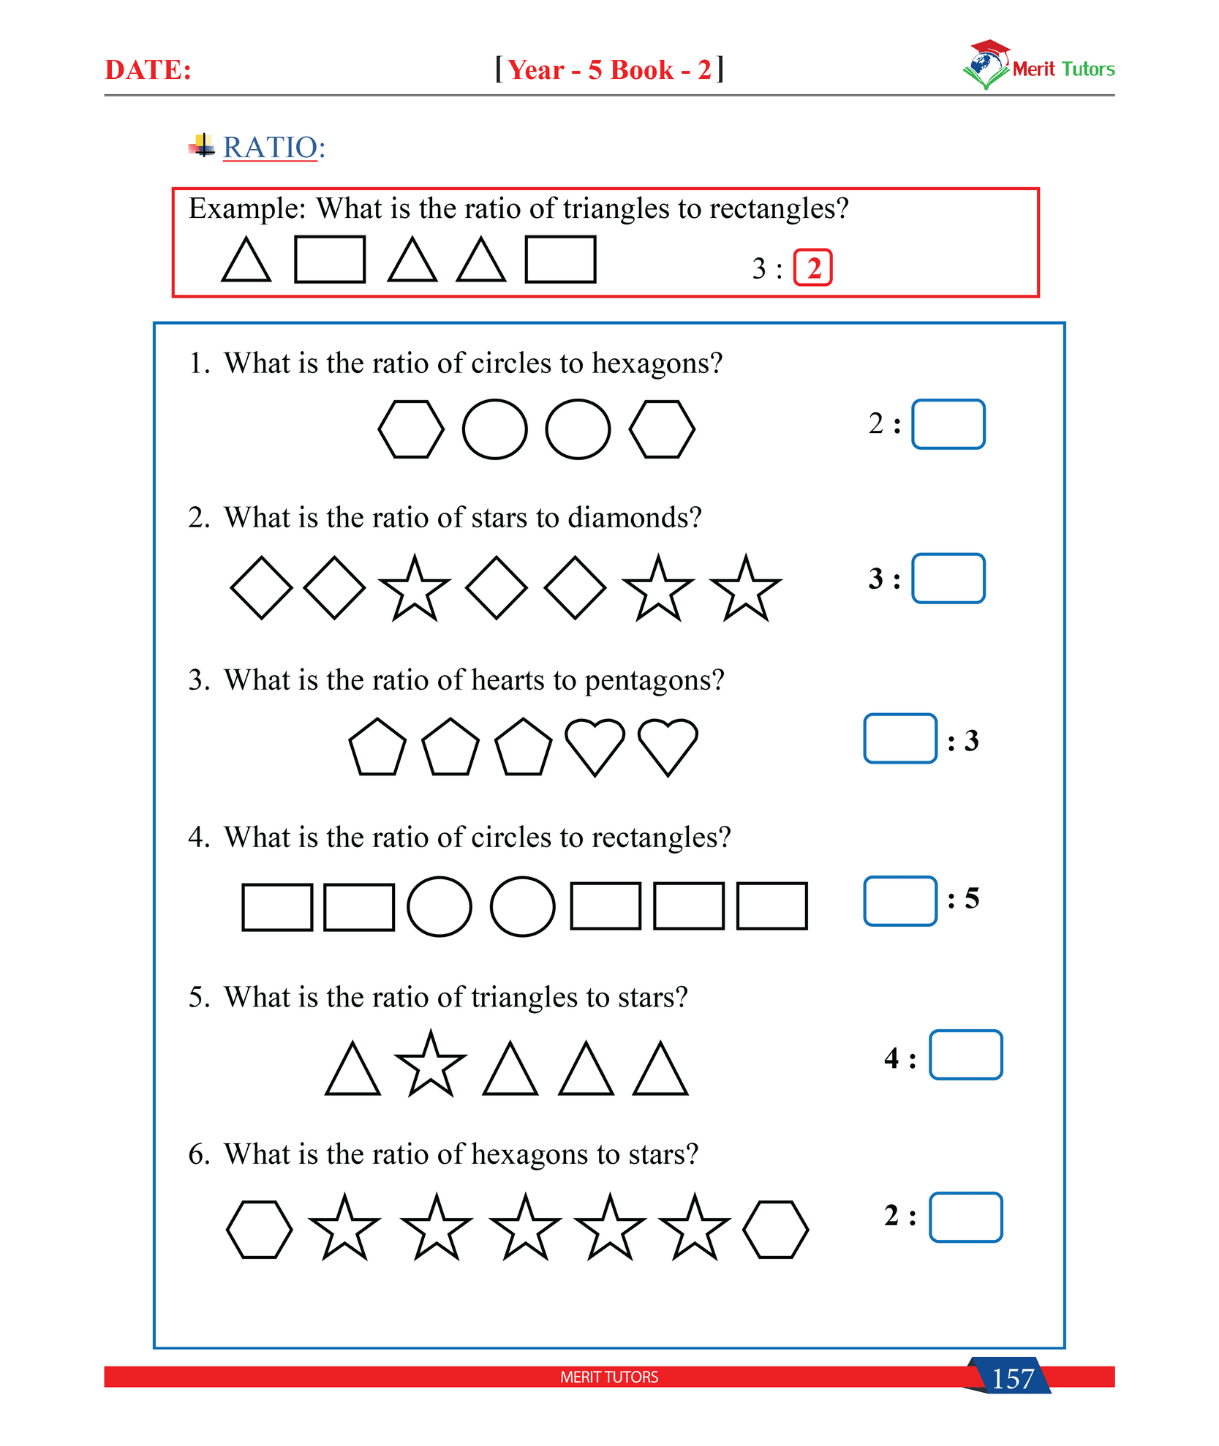 DATE:
[Year - 5 Book - 2]
Merit Tutors
RATIO:
Example: What is the ratio of triangles to rectangles?
3 : 2
1. What is the ratio of circles to hexagons?
2 :
2. What is the ratio of stars to diamonds?
3 :
3. What is the ratio of hearts to pentagons?
: 3
4. What is the ratio of circles to rectangles?
: 5
5. What is the ratio of triangles to stars?
4 :
6. What is the ratio of hexagons to stars?
2 :
MERIT TUTORS
157